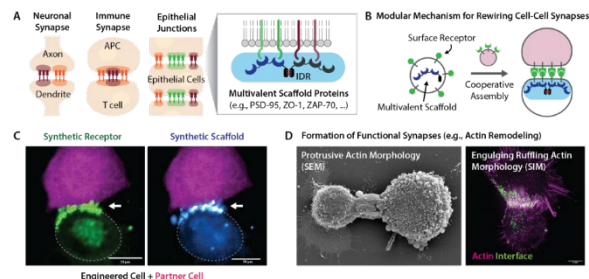 A
Neuronal
Synapse
Immune
Synapse
Epithelial
Junctions
Axon
Dendrite
APC
T cell
Epithelial Cells
IDR
Multivalent Scaffold Proteins
(e.g., PSD-95, ZO-1, ZAP-70, ...)
B Modular Mechanism for Rewiring Cell-Cell Synapses
Surface Receptor
Multivalent Scaffold
Cooperative
Assembly
C
Synthetic Receptor
Synthetic Scaffold
Engineered Cell + Partner Cell
D Formation of Functional Synapses (e.g., Actin Remodeling)
Protrusive Actin Morphology
(SEM)
Engulging Ruffling Actin
Morphology (SIM)
Actin Interface